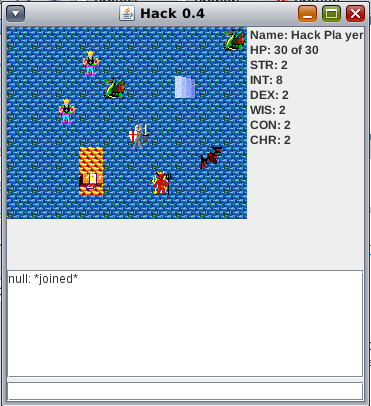 Hack 0.4
Name: Hack Pla yer
HP: 30 of 30
STR: 2
INT: 8
DEX: 2
WIS: 2
CON: 2
CHR: 2
null: *joined*